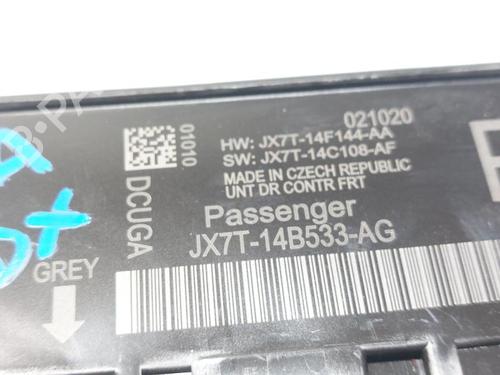 021020
HW: JX7T-14F144-AA
SW: JX7T-14C108-AF
MADE IN CZECH REPUBLIC
UNT DR CONTR FRT
01010
DCUGA
Passenger
JX7T-14B533-AG
GREY